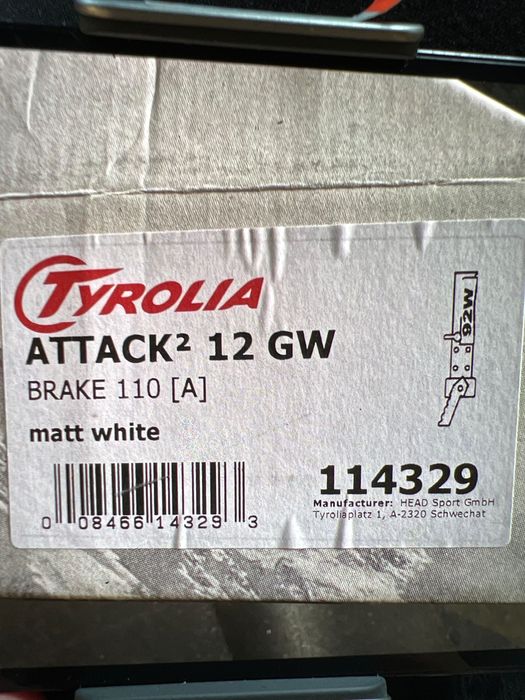 TYROLIA
ATTACK² 12 GW
BRAKE 110 [A]
matt white
92W
0 08466 14329 3
114329
Manufacturer: HEAD Sport GmbH
Tyroliaplatz 1, A-2320 Schwechat